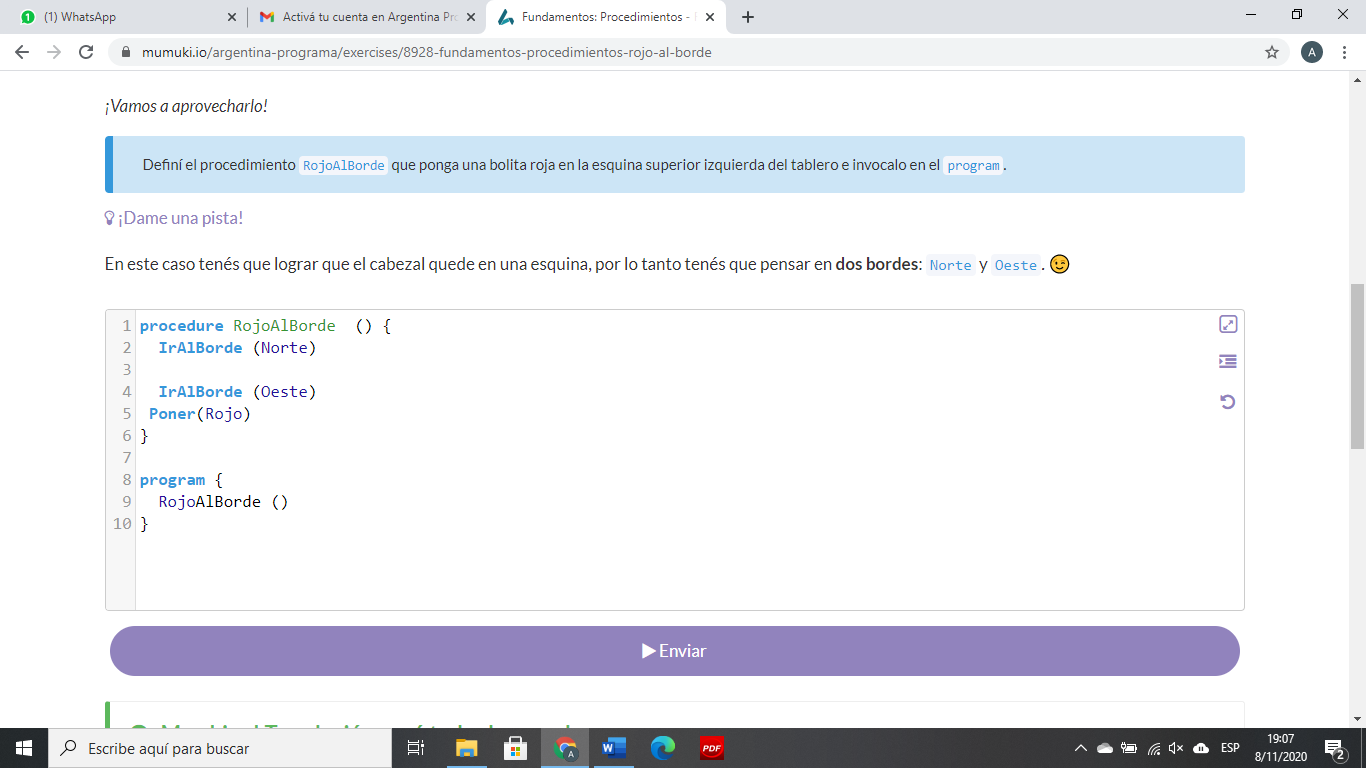 (1) WhatsApp
Activá tu cuenta en Argentina Pro
Fundamentos: Procedimientos -
mumuki.io/argentina-programa/exercises/8928-fundamentos-procedimientos-rojo-al-borde
A
¡Vamos a aprovecharlo!
Definí el procedimiento RojoAlBorde que ponga una bolita roja en la esquina superior izquierda del tablero e invocalo en el program.
¡Dame una pista!
En este caso tenés que lograr que el cabezal quede en una esquina, por lo tanto tenés que pensar en dos bordes: Norte y Oeste. 😉
1 procedure RojoAlBorde  () {
2   IrAlBorde (Norte)
3
4   IrAlBorde (Oeste)
5  Poner(Rojo)
6 }
7
8 program {
9   RojoAlBorde ()
10 }
Enviar
Escribe aquí para buscar
A
W
PDF
ESP
19:07
8/11/2020
2